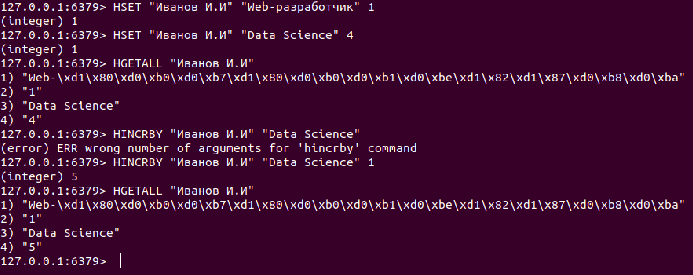 127.0.0.1:6379> HSET "Иванов И.И" "Web-разработчик" 1
(integer) 1
127.0.0.1:6379> HSET "Иванов И.И" "Data Science" 4
(integer) 1
127.0.0.1:6379> HGETALL "Иванов И.И"
1) "Web-\xd1\x80\xd0\xb0\xd0\xb7\xd1\x80\xd0\xb0\xd0\xb1\xd0\xbe\xd1\x82\xd1\x87\xd0\xb8\xd0\xba"
2) "1"
3) "Data Science"
4) "4"
127.0.0.1:6379> HINCRBY "Иванов И.И" "Data Science"
(error) ERR wrong number of arguments for 'hincrby' command
127.0.0.1:6379> HINCRBY "Иванов И.И" "Data Science" 1
(integer) 5
127.0.0.1:6379> HGETALL "Иванов И.И"
1) "Web-\xd1\x80\xd0\xb0\xd0\xb7\xd1\x80\xd0\xb0\xd0\xb1\xd0\xbe\xd1\x82\xd1\x87\xd0\xb8\xd0\xba"
2) "1"
3) "Data Science"
4) "5"
127.0.0.1:6379>